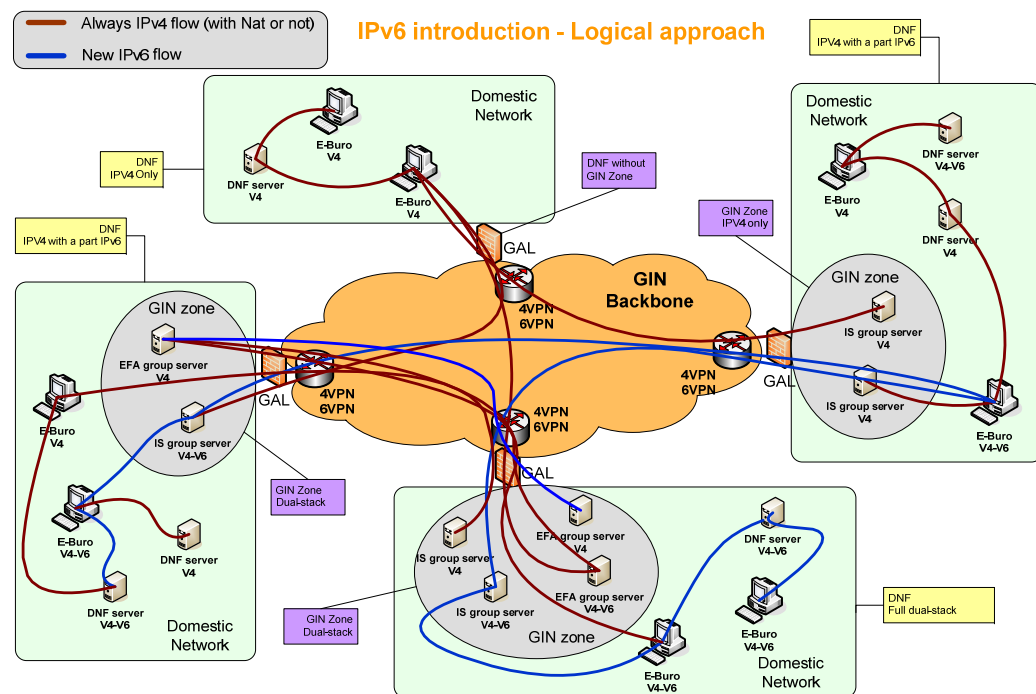 Always IPv4 flow (with Nat or not)
New IPv6 flow
IPv6 introduction - Logical approach
DNF
IPV4 with a part IPv6
Domestic
Network
E-Buro
V4
DNF server
V4
E-Buro
V4
DNF
IPV4 Only
DNF without
GIN Zone
GAL
Domestic
Network
DNF server
V4-V6
E-Buro
V4
DNF server
V4
GIN Zone
IPV4 only
GIN zone
IS group server
V4
IS group server
V4
E-Buro
V4-V6
GAL
DNF
IPV4 with a part IPv6
GIN
Backbone
4VPN
6VPN
4VPN
6VPN
4VPN
6VPN
4VPN
6VPN
GIN zone
EFA group server
V4
GAL
E-Buro
V4
IS group server
V4-V6
GIN Zone
Dual-stack
E-Buro
V4-V6
DNF server
V4
DNF server
V4-V6
Domestic
Network
GAL
EFA group server
V4
IS group server
V4
IS group server
V4-V6
EFA group server
V4-V6
GIN zone
GIN Zone
Dual-stack
DNF server
V4-V6
E-Buro
V4-V6
E-Buro
V4-V6
Domestic
Network
DNF
Full dual-stack